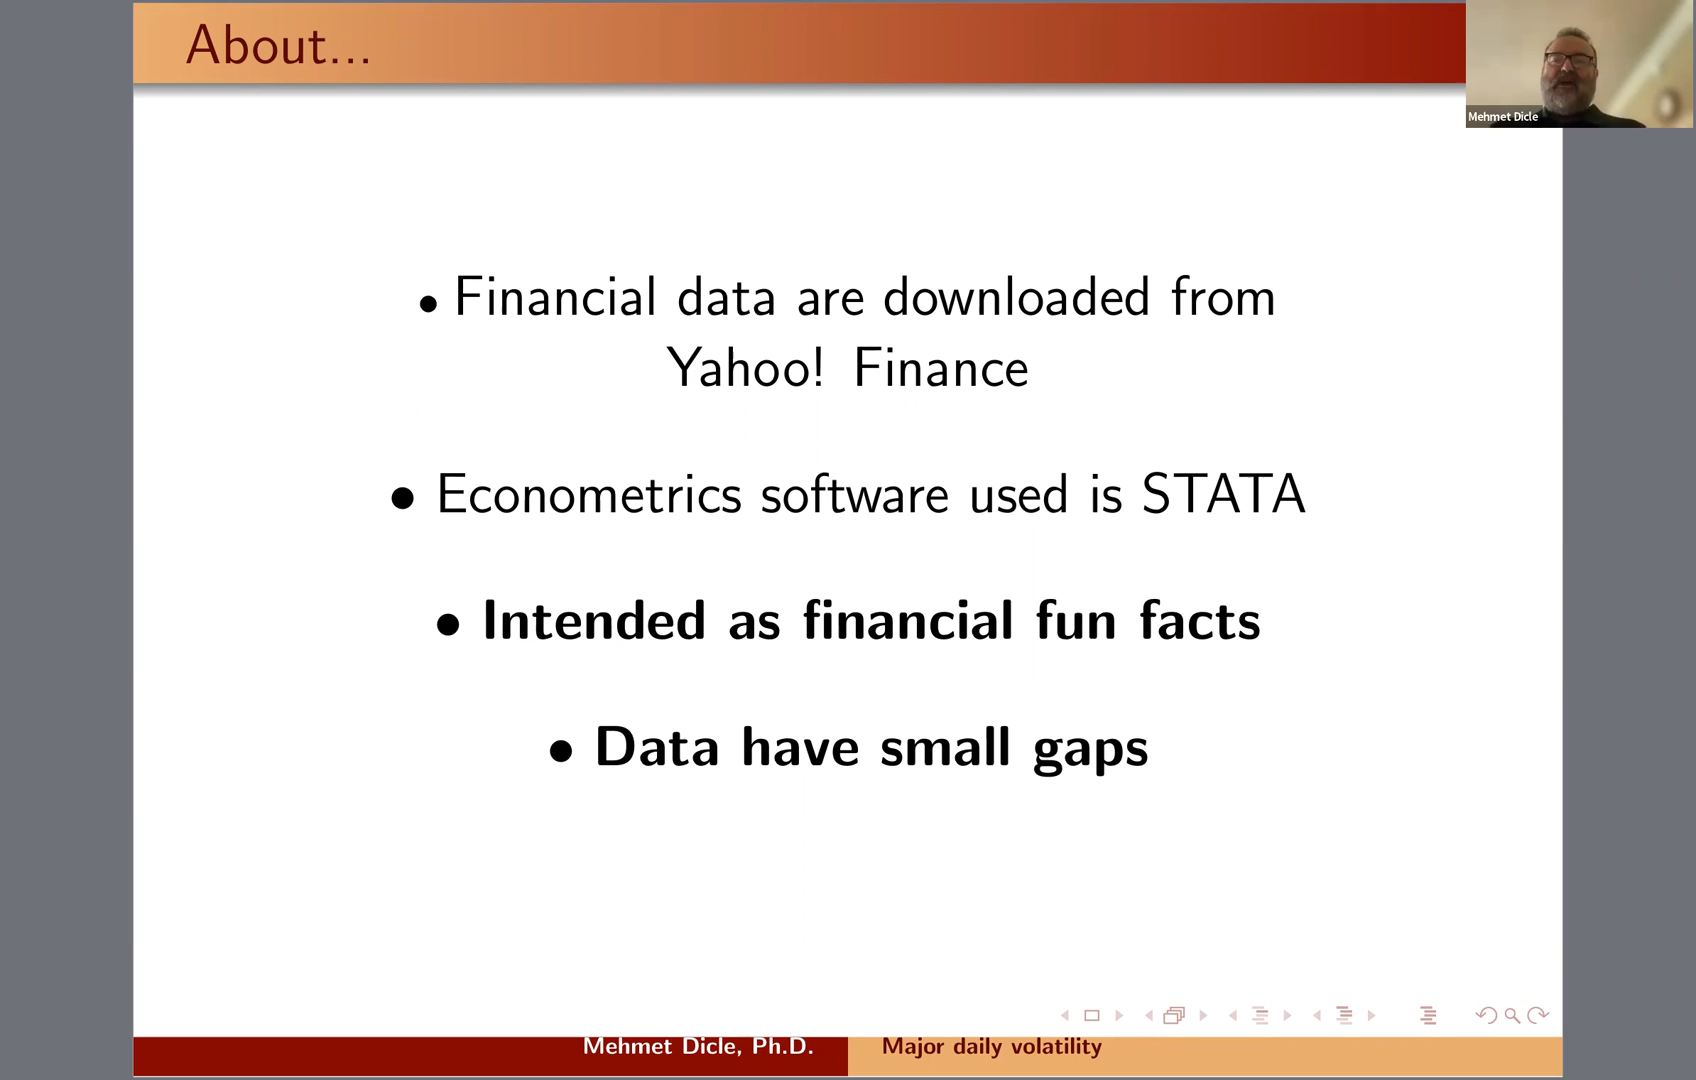 About...
Mehmet Dicle
• Financial data are downloaded from
Yahoo! Finance
• Econometrics software used is STATA
• Intended as financial fun facts
• Data have small gaps
Mehmet Dicle, Ph.D.
Major daily volatility